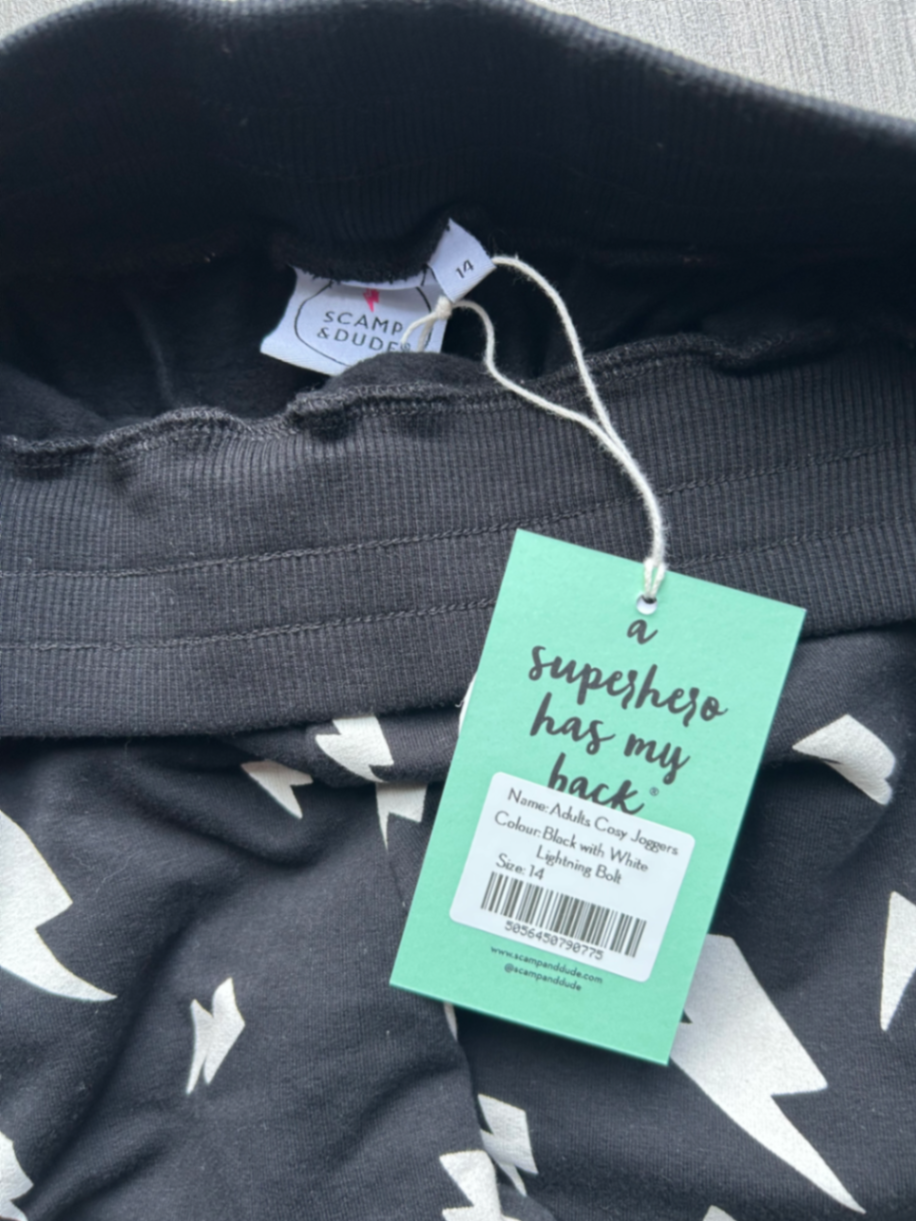 14
SCAMP
& DUDE®
a
superhero
has my
back®
Name: Adults Cosy Joggers
Colour: Black with White
Lightning Bolt
Size: 14
5056450790775
www.scampanddude.com
@scampanddude